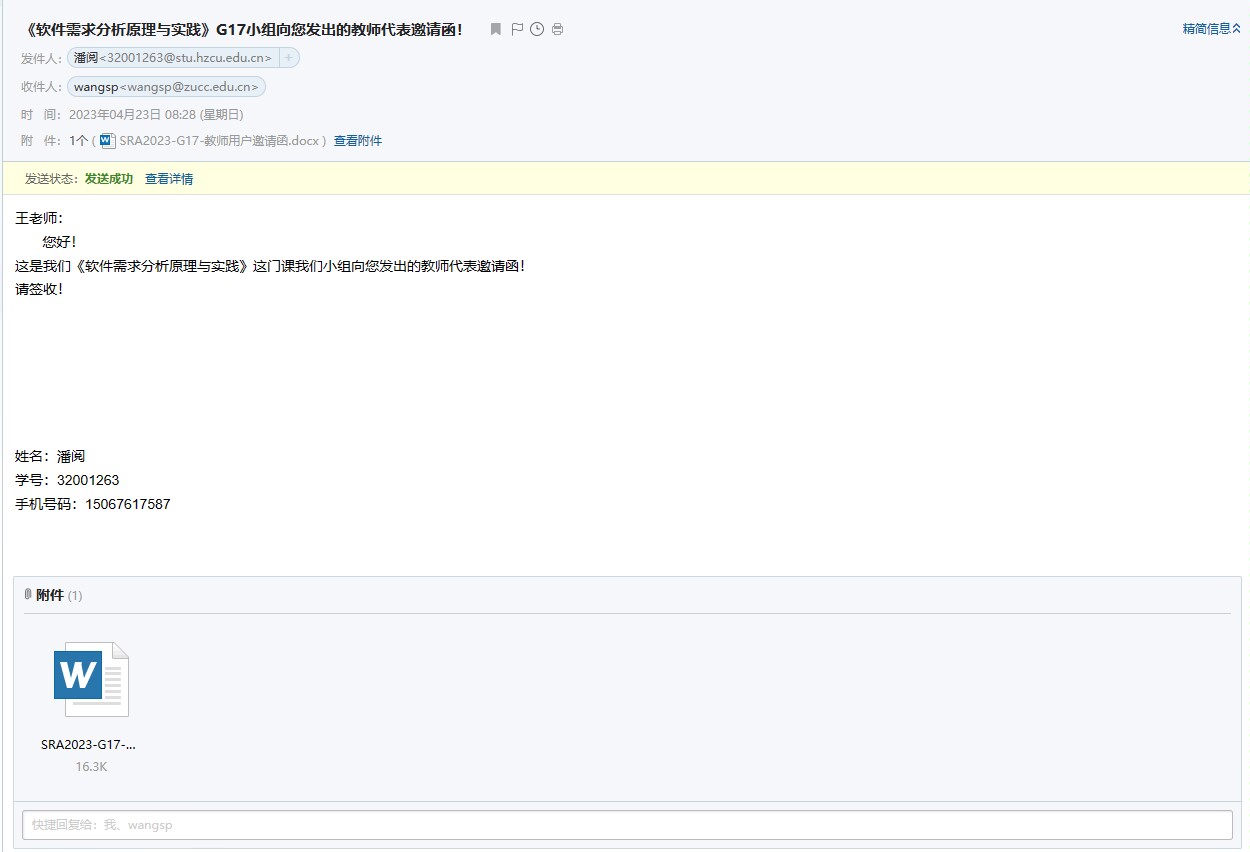 《软件需求分析原理与实践》G17小组向您发出的教师代表邀请函！
精简信息
发件人： 潘阅<32001263@stu.hzcu.edu.cn> +
收件人： wangsp<wangsp@zucc.edu.cn>
时 间： 2023年04月23日 08:28 (星期日)
附 件： 1个 ( SRA2023-G17-教师用户邀请函.docx ) 查看附件
发送状态： 发送成功 查看详情
王老师：
您好！
这是我们《软件需求分析原理与实践》这门课我们小组向您发出的教师代表邀请函！
请签收！
姓名：潘阅
学号：32001263
手机号码：15067617587
附件 (1)
W
SRA2023-G17-...
16.3K
快捷回复给：我、wangsp